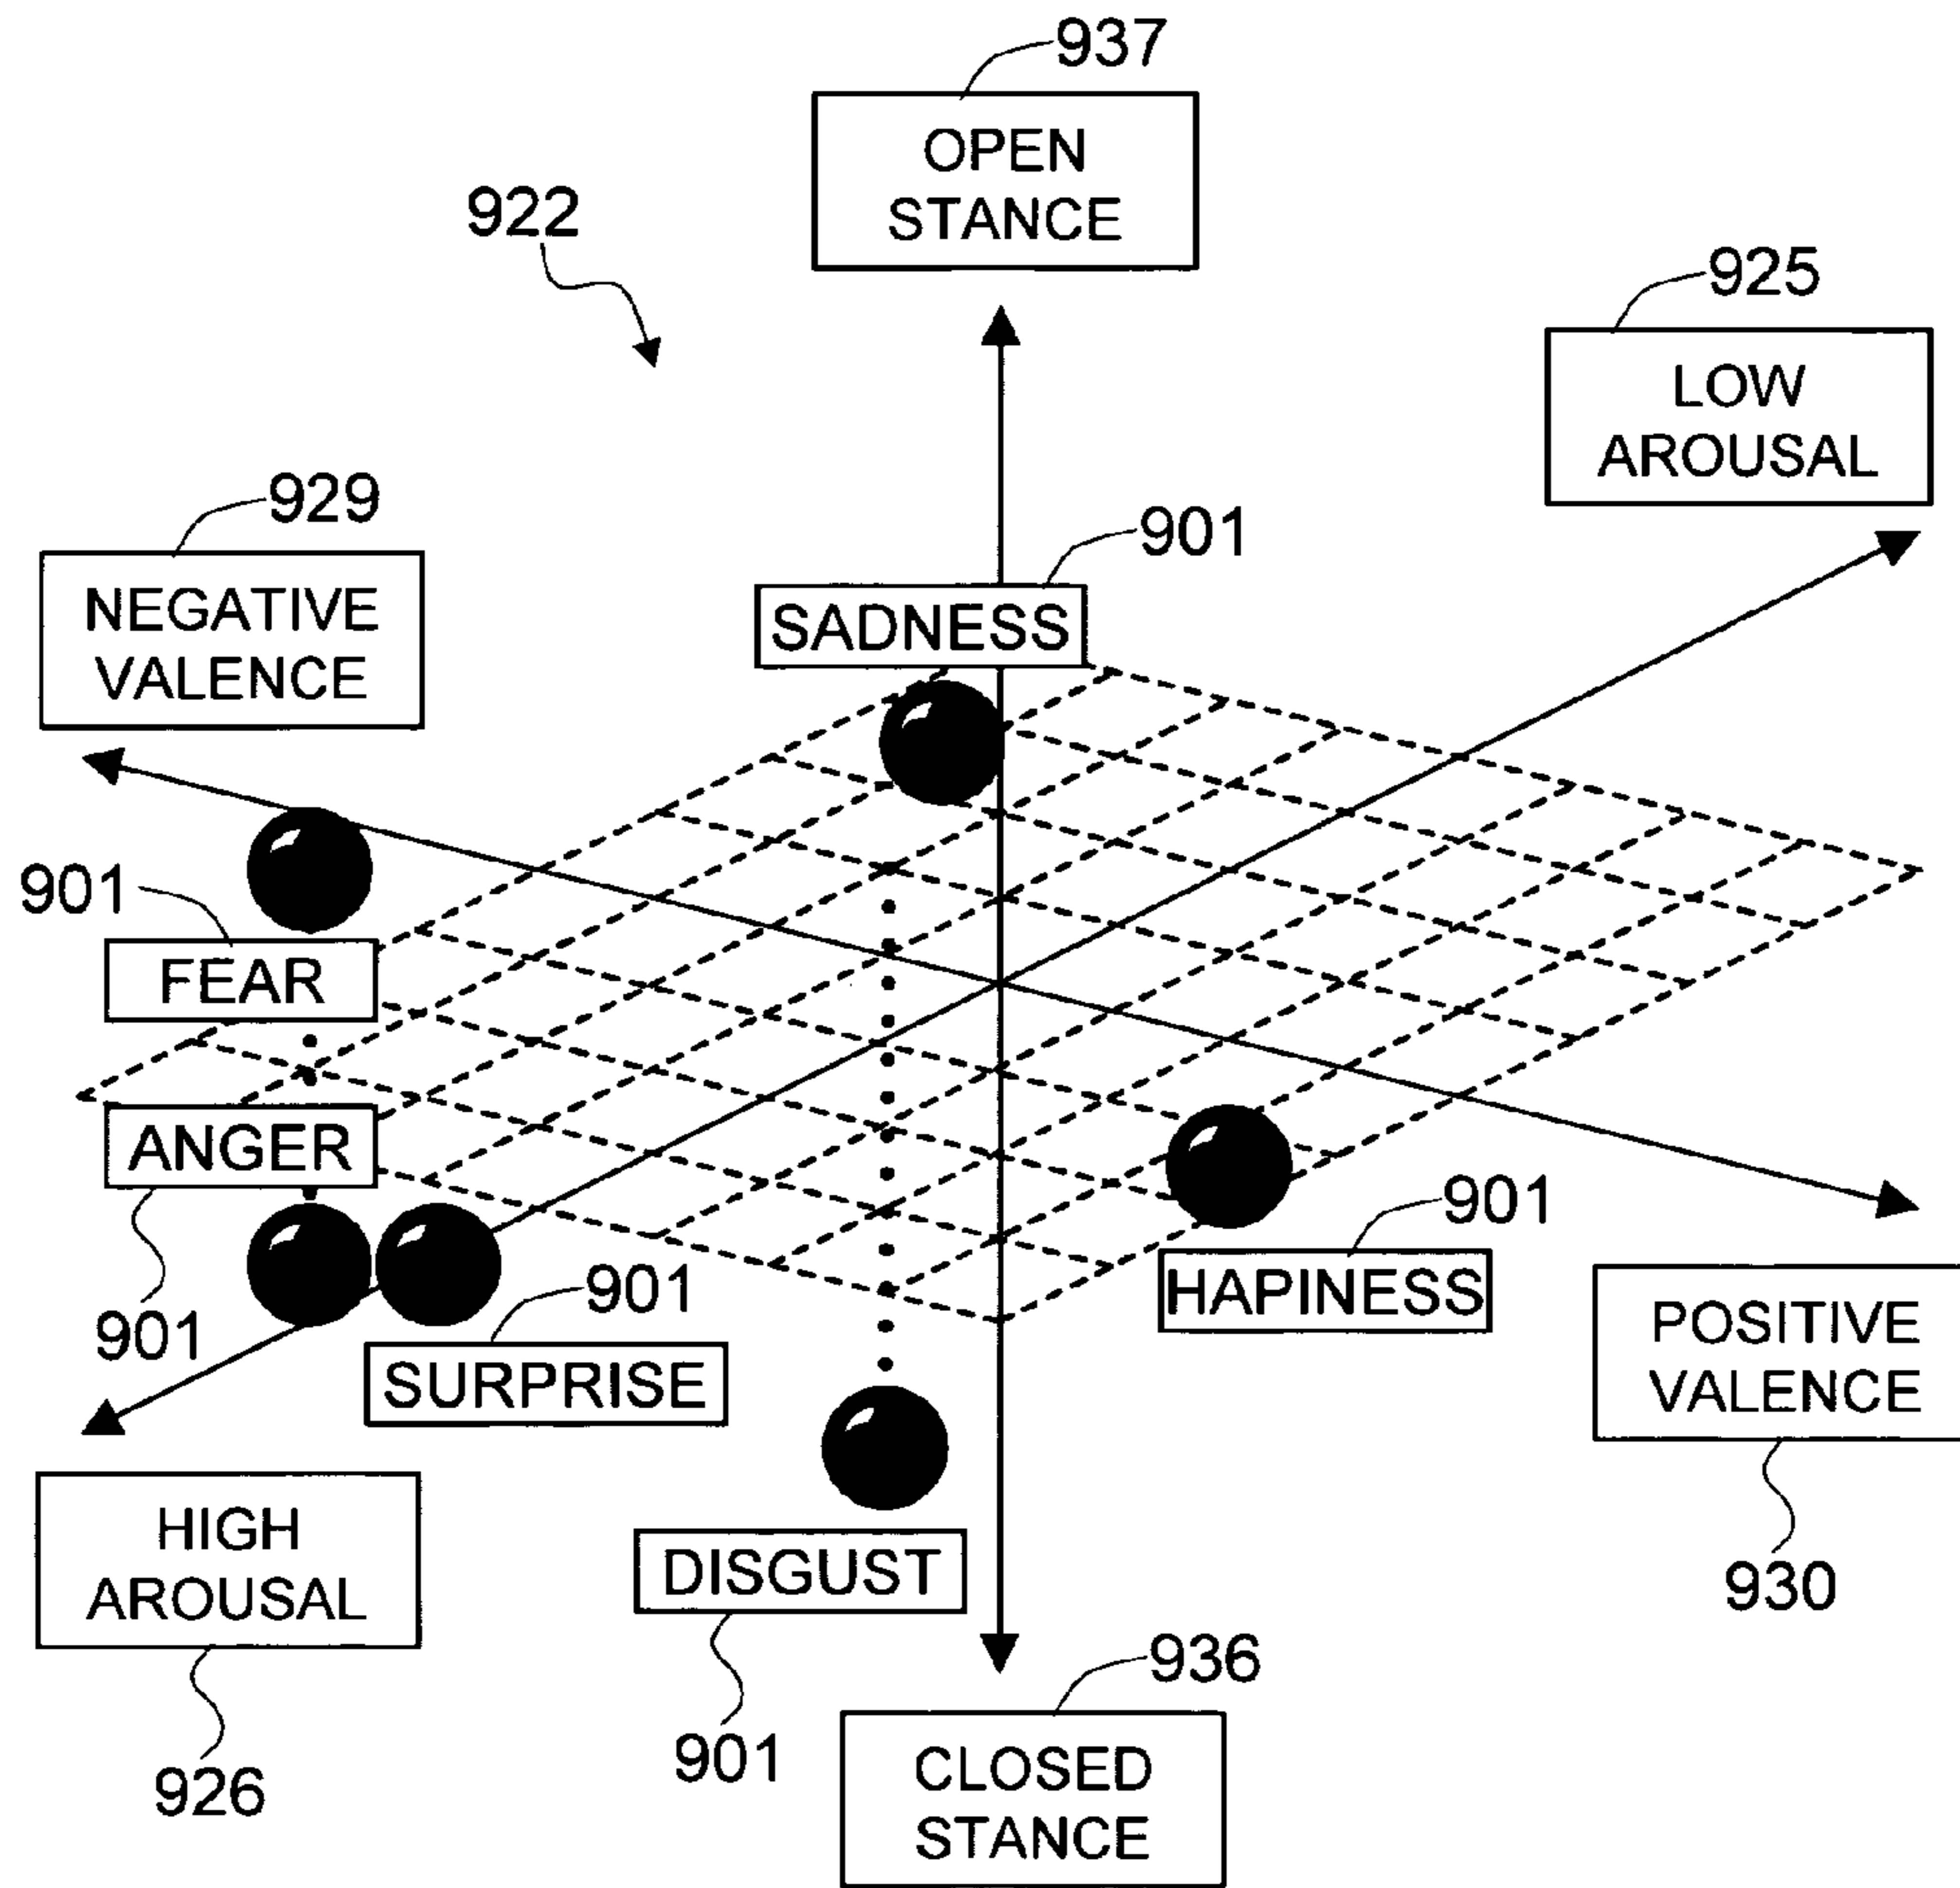 937
OPEN
STANCE
922
925
LOW
AROUSAL
929
NEGATIVE
VALENCE
901
SADNESS
901
FEAR
ANGER
901
901
HAPINESS
901
SURPRISE
POSITIVE
VALENCE
930
HIGH
AROUSAL
926
DISGUST
901
936
CLOSED
STANCE